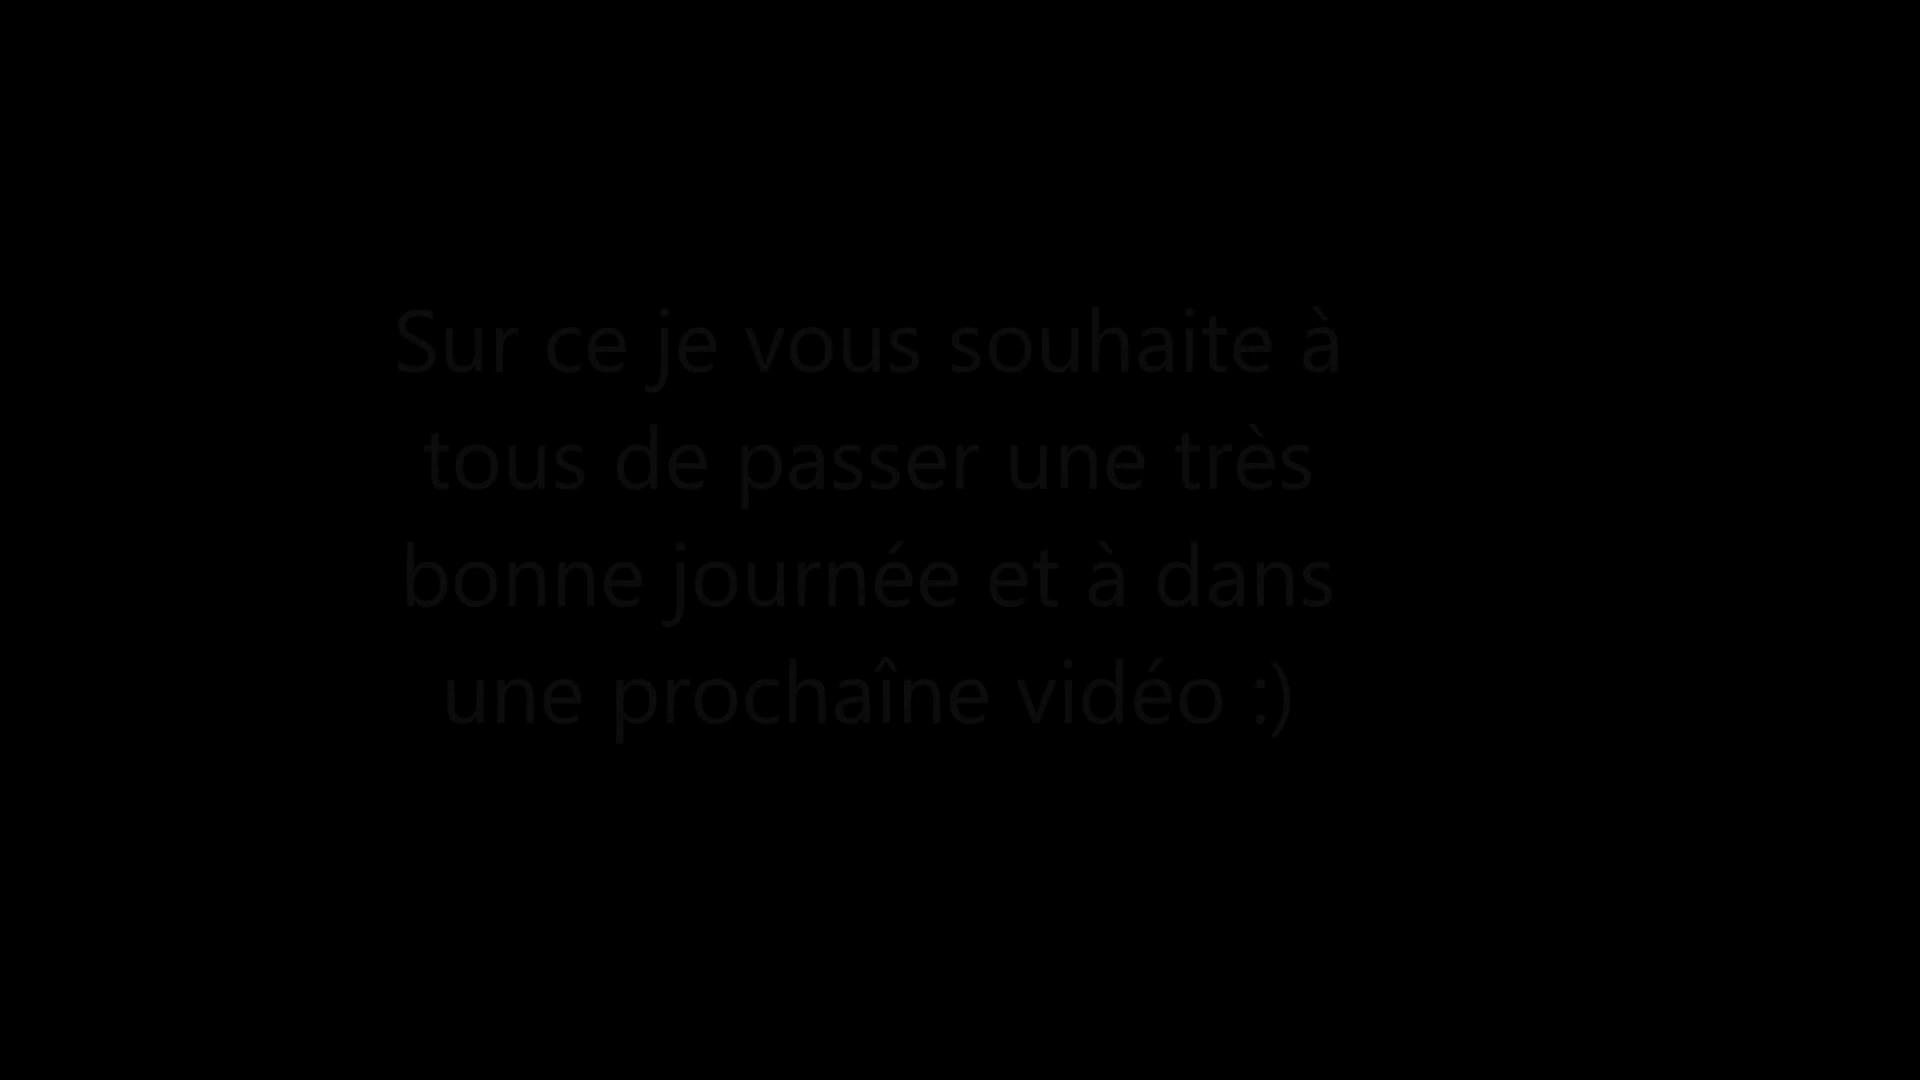 Sur ce je vous souhaite à
tous de passer une très
bonne journée et à dans
une prochaîne vidéo :)